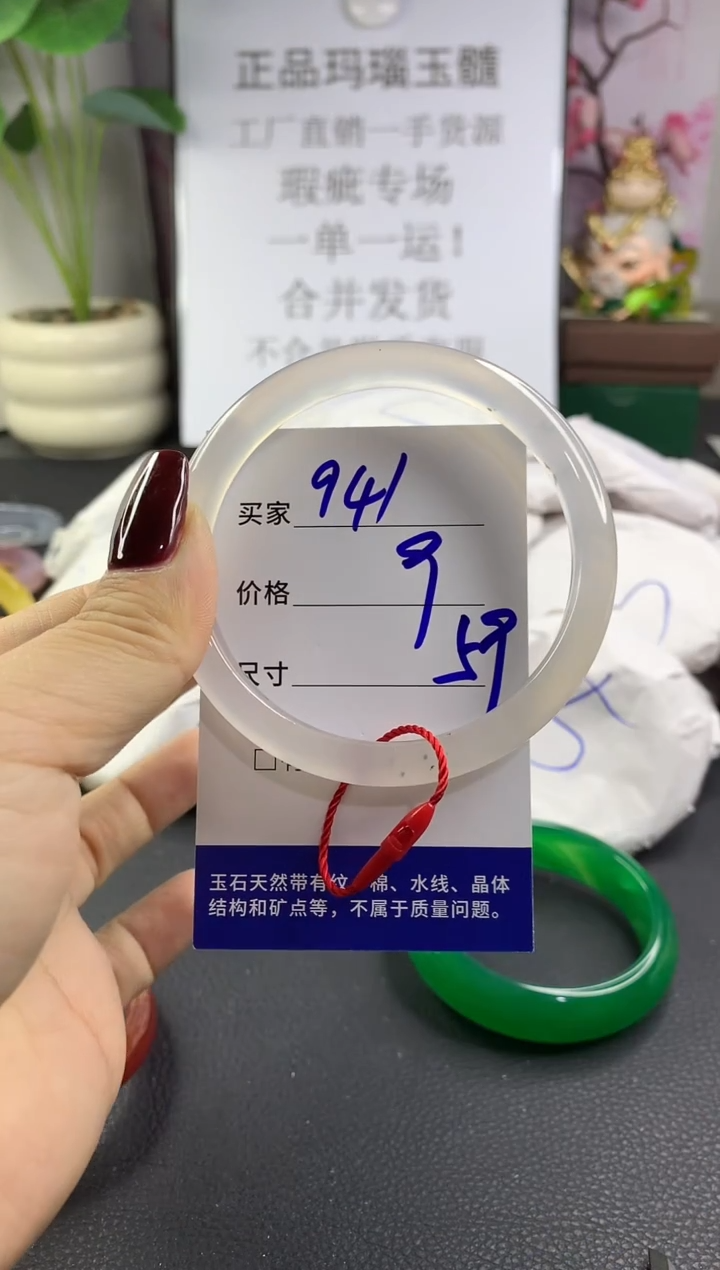 正品玛瑙玉髓
工厂直销一手货源
瑕疵专场
一单一运!
合并发货
买家 941
价格 9
尺寸 59
玉石天然带有纹、棉、水线、晶体
结构和矿点等，不属于质量问题。